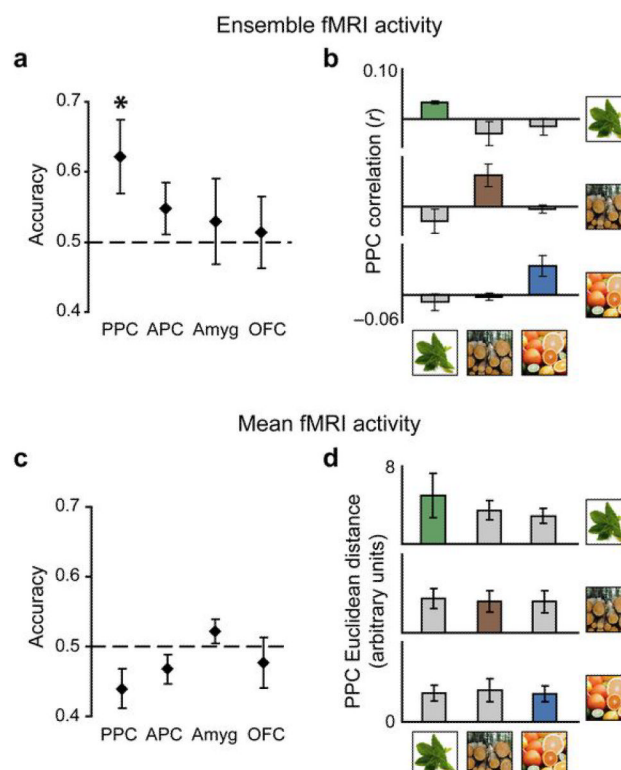 Ensemble fMRI activity
a
0.7
0.6
0.5
0.4
Accuracy
*
PPC APC Amyg OFC
b
0.10
PPC correlation (r)
–0.06
Mean fMRI activity
c
0.7
0.6
0.5
0.4
Accuracy
PPC APC Amyg OFC
d
8
PPC Euclidean distance
(arbitrary units)
0